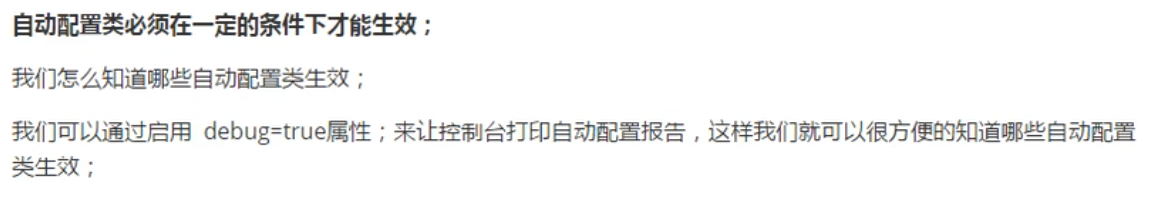 自动配置类必须在一定的条件下才能生效；
我们怎么知道哪些自动配置类生效；
我们可以通过启用 debug=true属性；来让控制台打印自动配置报告，这样我们就可以很方便的知道哪些自动配置
类生效；